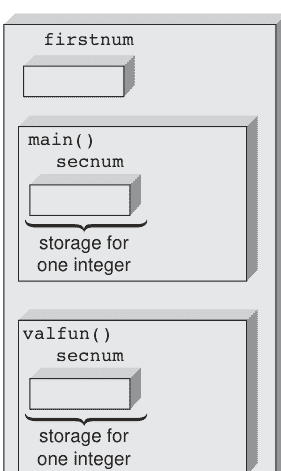 firstnum
main()
secnum
storage for
one integer
valfun()
secnum
storage for
one integer